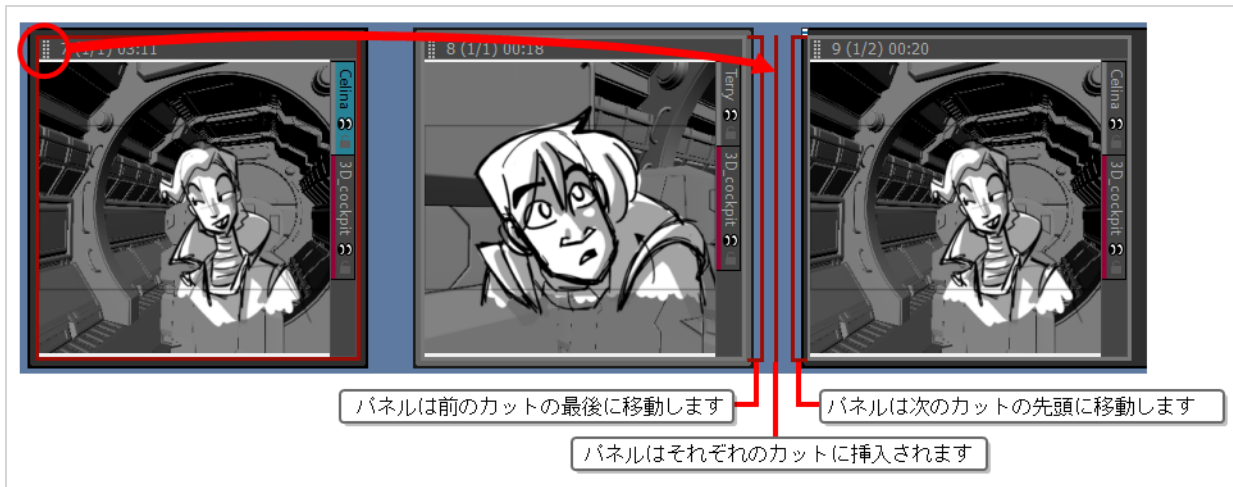 7 (1/1) 03:11
8 (1/1) 00:18
9 (1/2) 00:20
Celina
3D_cockpit
Terry
3D_cockpit
Celina
3D_cockpit
パネルは前のカットの最後に移動します
パネルは次のカットの先頭に移動します
パネルはそれぞれのカットに挿入されます